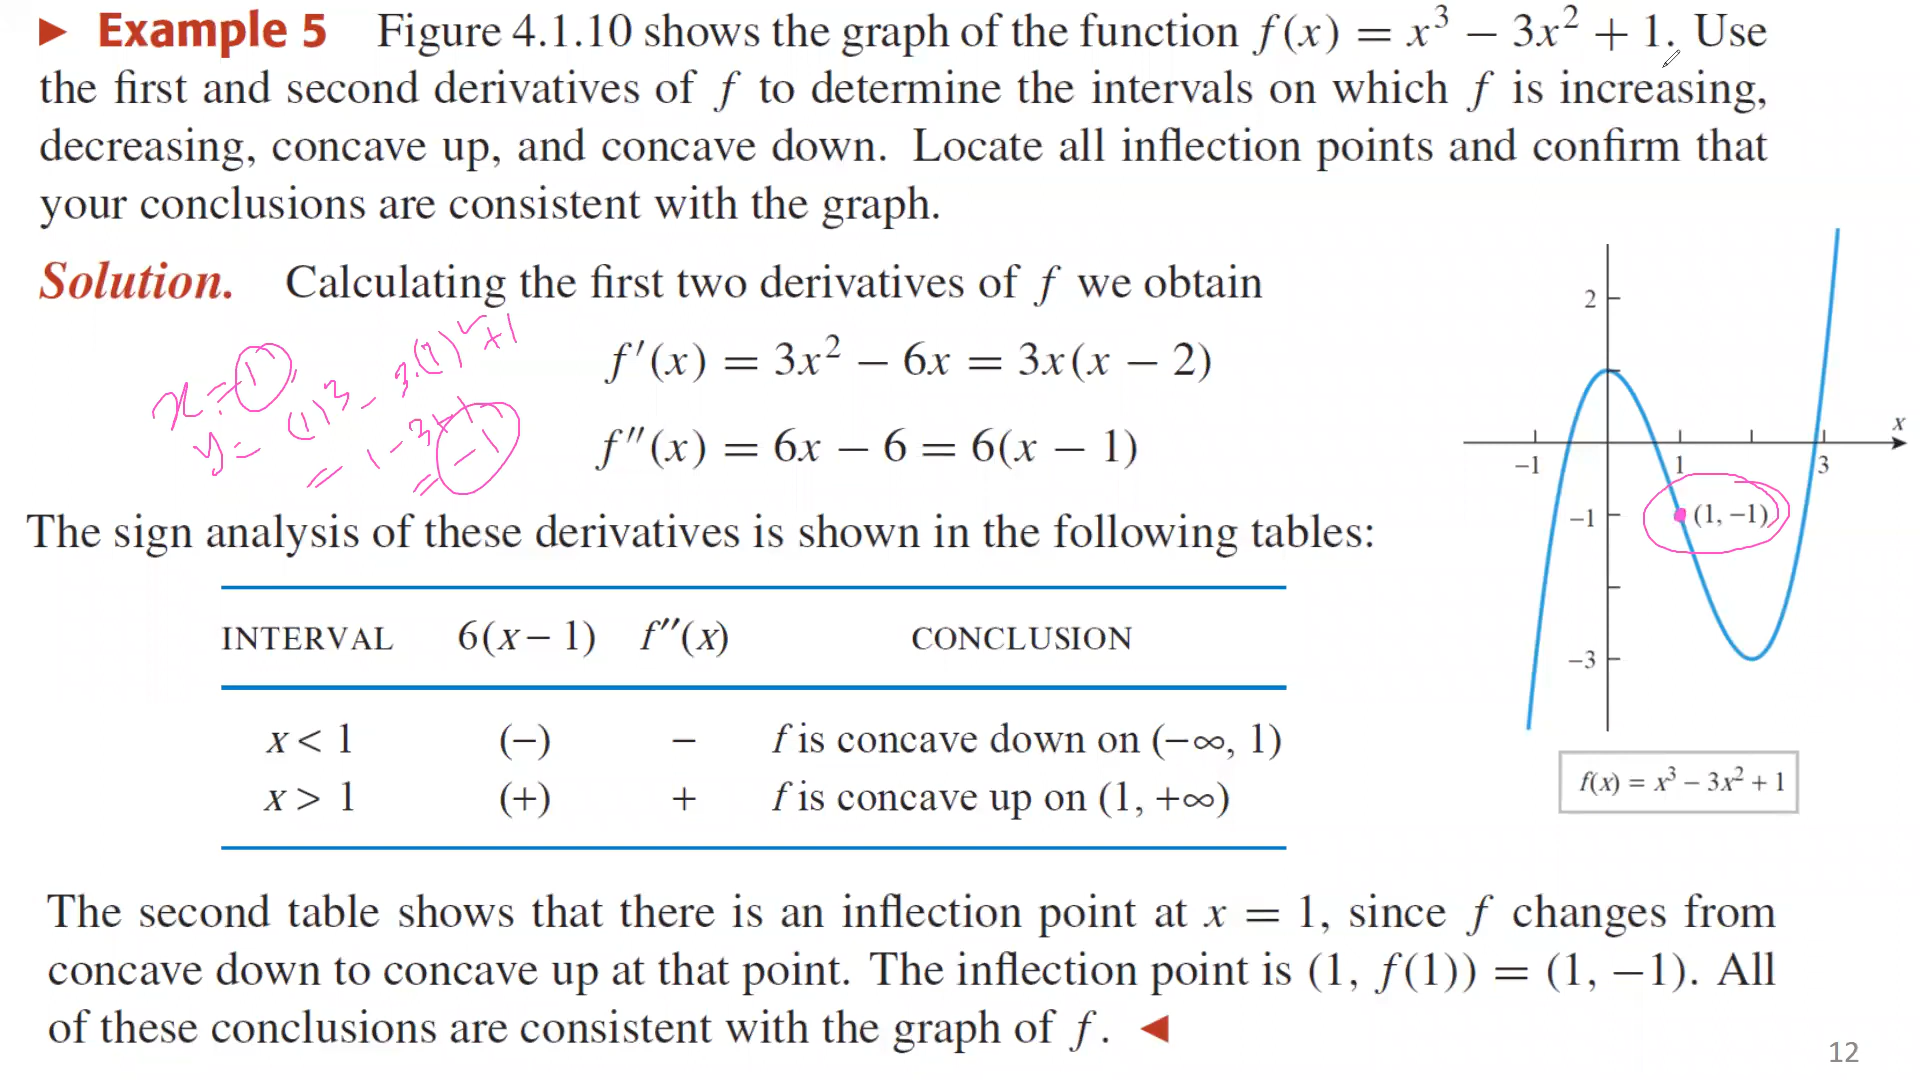 ► Example 5 Figure 4.1.10 shows the graph of the function f(x) = x³ − 3x² + 1. Use
the first and second derivatives of f to determine the intervals on which f is increasing,
decreasing, concave up, and concave down. Locate all inflection points and confirm that
your conclusions are consistent with the graph.
Solution. Calculating the first two derivatives of f we obtain
f′(x) = 3x² − 6x = 3x(x − 2)
f″(x) = 6x − 6 = 6(x − 1)
x = 1
y = (1)³ − 3.(1)² + 1
= 1 − 3 + 1
= −1
The sign analysis of these derivatives is shown in the following tables:
INTERVAL 6(x − 1) f″(x) CONCLUSION
x < 1 (−) − f is concave down on (−∞, 1)
x > 1 (+) + f is concave up on (1, +∞)
2
x
−1 1 3
−1 (1, −1)
−3
f(x) = x³ − 3x² + 1
The second table shows that there is an inflection point at x = 1, since f changes from
concave down to concave up at that point. The inflection point is (1, f(1)) = (1, −1). All
of these conclusions are consistent with the graph of f. ◄
12